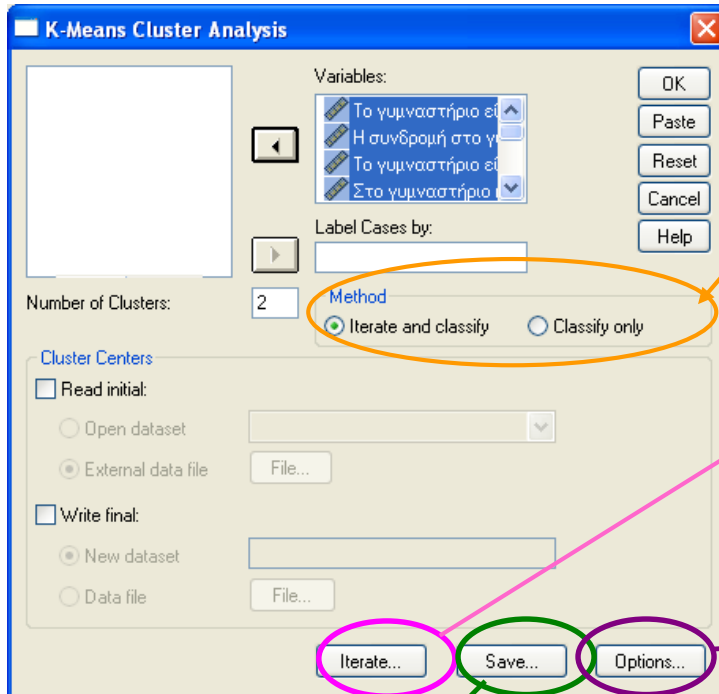 K-Means Cluster Analysis
Variables:
Το γυμναστήριο εί
Η συνδρομή στο γι
Το γυμναστήριο εί
Στο γυμναστήριο
OK
Paste
Reset
Cancel
Help
Label Cases by:
Number of Clusters: 2
Method
Iterate and classify Classify only
Cluster Centers
Read initial:
Open dataset
External data file File...
Write final:
New dataset
Data file File...
Iterate... Save... Options...